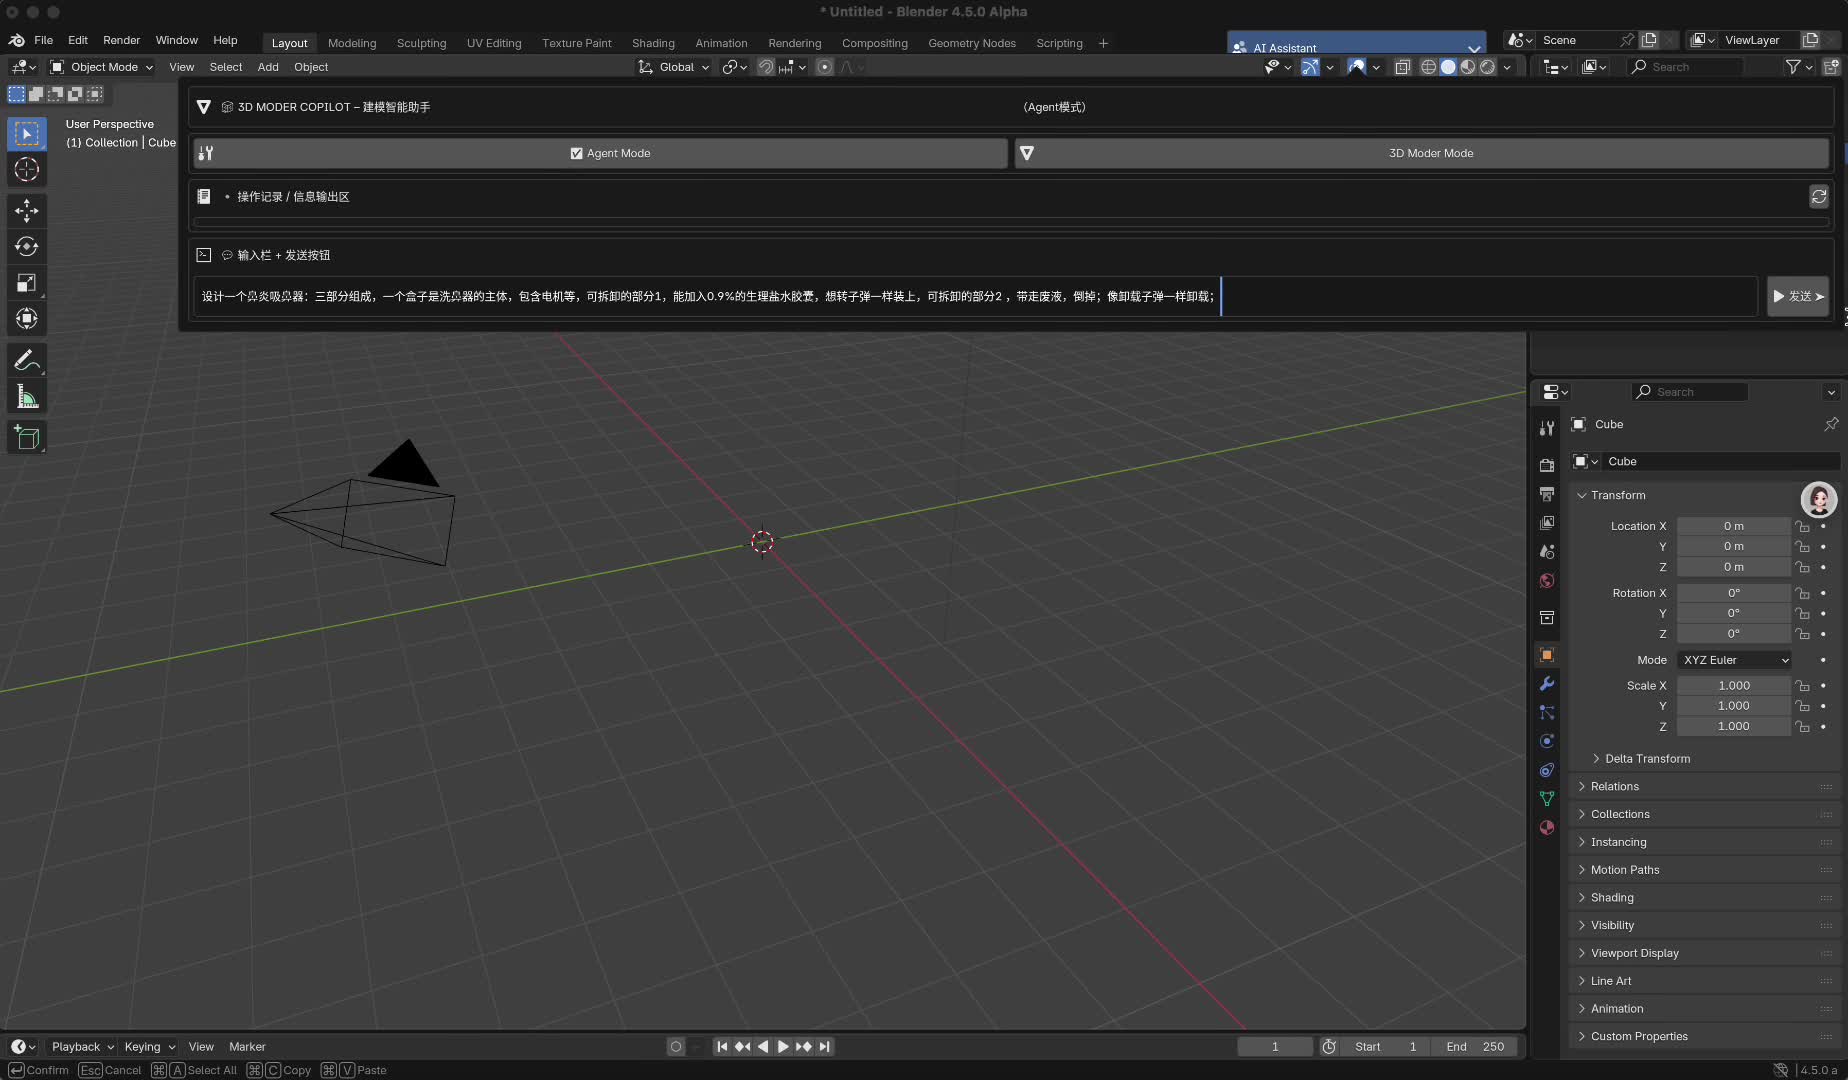 * Untitled - Blender 4.5.0 Alpha
File Edit Render Window Help
Layout Modeling Sculpting UV Editing Texture Paint Shading Animation Rendering Compositing Geometry Nodes Scripting +
AI Assistant
Scene
ViewLayer
Object Mode View Select Add Object
Global
Search
User Perspective
(1) Collection | Cube
3D MODER COPILOT – 建模智能助手
(Agent模式)
Agent Mode
3D Moder Mode
• 操作记录 / 信息输出区
输入栏 + 发送按钮
设计一个鼻炎吸鼻器：三部分组成，一个盒子是洗鼻器的主体，包含电机等，可拆卸的部分1，能加入0.9%的生理盐水胶囊，想转子弹一样装上，可拆卸的部分2 ，带走废液，倒掉；像卸载子弹一样卸载；
发送
Search
Cube
Cube
Transform
Location X 0 m
Y 0 m
Z 0 m
Rotation X 0°
Y 0°
Z 0°
Mode XYZ Euler
Scale X 1.000
Y 1.000
Z 1.000
Delta Transform
Relations
Collections
Instancing
Motion Paths
Shading
Visibility
Viewport Display
Line Art
Animation
Custom Properties
Playback Keying View Marker
1
Start 1
End 250
Confirm Esc Cancel ⌘ A Select All ⌘ C Copy ⌘ V Paste
4.5.0 a